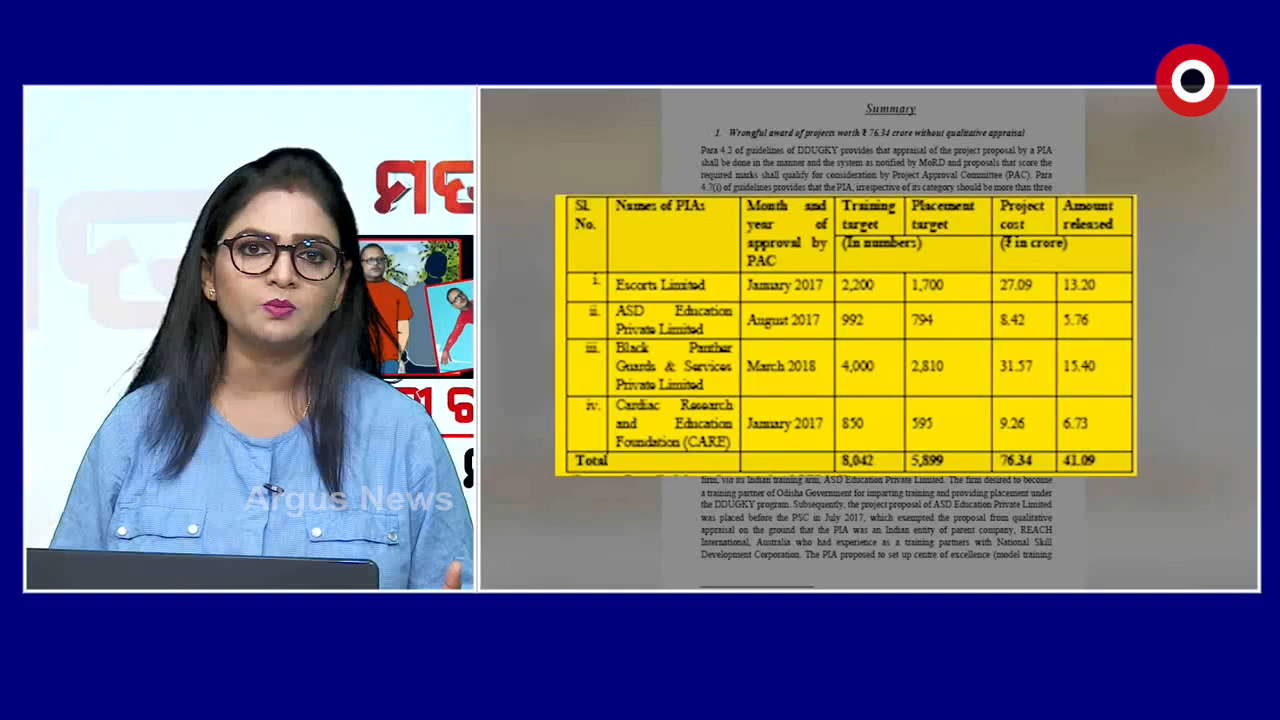 ମଦ
ଶ ଚ
Argus News
Summary
1. Wrongful award of projects worth ₹ 76.34 crore without qualitative appraisal
Para 4.2 of guidelines of DDUGKY provides that appraisal of the project proposal by a PIA
shall be done in the manner and the system as notified by MoRD and proposals that score the
required marks shall qualify for consideration by Project Approval Committee (PAC). Para
4.7(i) of guidelines provides that the PIA, irrespective of its category should be more than three
Sl. No. Names of PIAs Month and year of approval by PAC Training target Placement target Project cost Amount released
(In numbers) (₹ in crore)
i. Escorts Limited January 2017 2,200 1,700 27.09 13.20
ii. ASD Education Private Limited August 2017 992 794 8.42 5.76
iii. Black Panther Guards & Services Private Limited March 2018 4,000 2,810 31.57 15.40
iv. Cardiac Research and Education Foundation (CARE) January 2017 850 595 9.26 6.73
Total 8,042 5,899 76.34 41.09
firm, via its Indian training arm, ASD Education Private Limited. The firm desired to become
a training partner of Odisha Government for imparting training and providing placement under
the DDUGKY program. Subsequently, the project proposal of ASD Education Private Limited
was placed before the PSC in July 2017, which exempted the proposal from qualitative
appraisal on the ground that the PIA was an Indian entity of parent company, REACH
International, Australia who had experience as a training partners with National Skill
Development Corporation. The PIA proposed to set up centre of excellence (model training